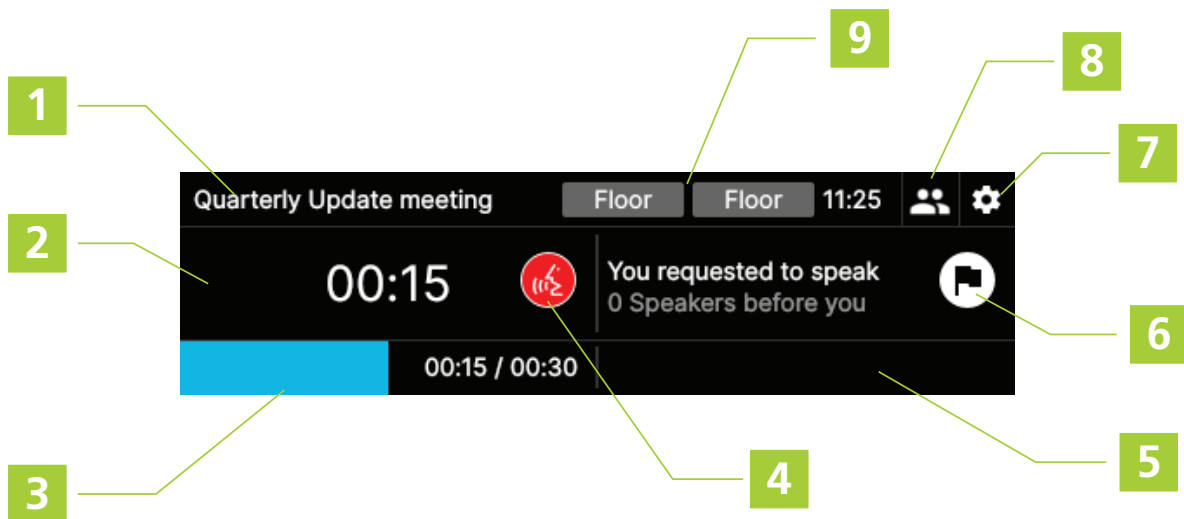 9
8
1
7
Quarterly Update meeting Floor Floor 11:25
2
00:15 You requested to speak
0 Speakers before you
6
00:15 / 00:30
5
4
3